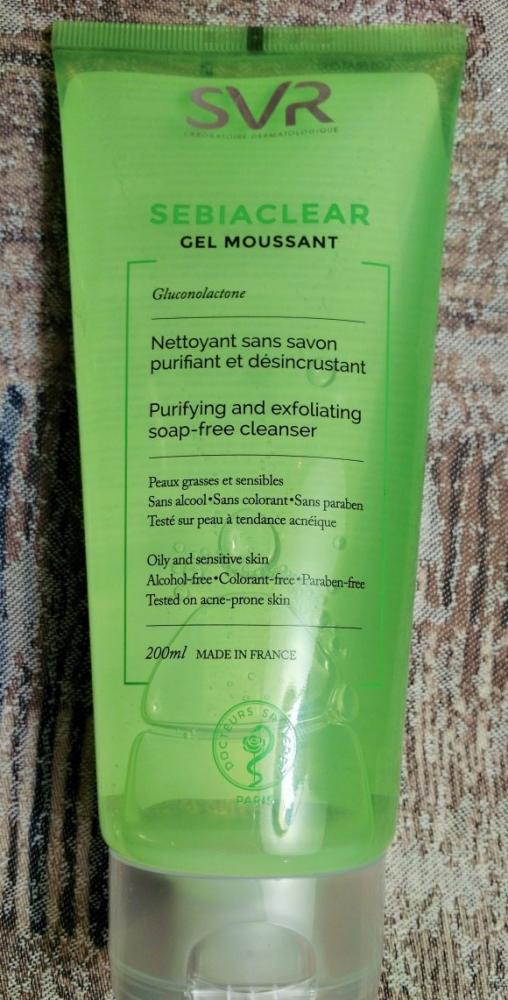 SVR
LABORATOIRE DERMATOLOGIQUE
SEBIACLEAR
GEL MOUSSANT
Gluconolactone
Nettoyant sans savon
purifiant et désincrustant
Purifying and exfoliating
soap-free cleanser
Peaux grasses et sensibles
Sans alcool•Sans colorant•Sans paraben
Testé sur peau à tendance acnéique
Oily and sensitive skin
Alcohol-free•Colorant-free•Paraben-free
Tested on acne-prone skin
200ml MADE IN FRANCE
DOCTEURS
PARIS